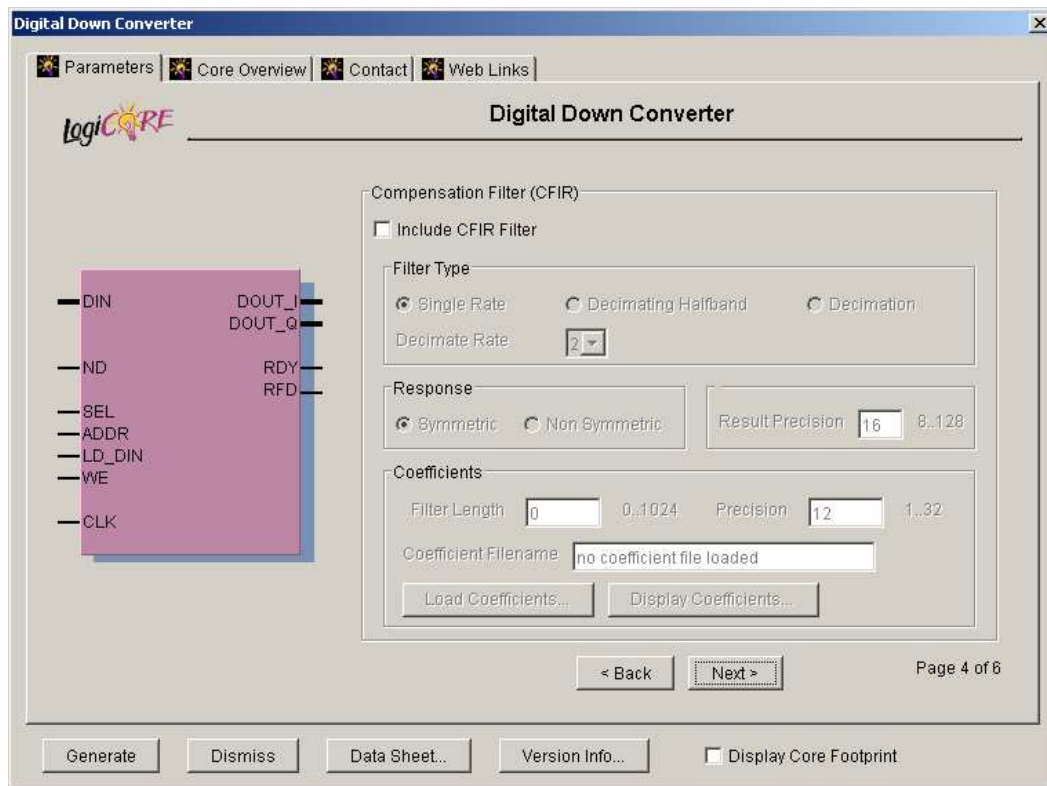 Digital Down Converter
Parameters Core Overview Contact Web Links
LogiCORE
Digital Down Converter
DIN
DOUT_I
DOUT_Q
ND
RDY
RFD
SEL
ADDR
LD_DIN
WE
CLK
Compensation Filter (CFIR)
Include CFIR Filter
Filter Type
Single Rate Decimating Halfband Decimation
Decimate Rate 2
Response
Symmetric Non Symmetric
Result Precision 16 8..128
Coefficients
Filter Length 0 0..1024 Precision 12 1..32
Coefficient Filename no coefficient file loaded
Load Coefficients... Display Coefficients...
< Back Next > Page 4 of 6
Generate Dismiss Data Sheet... Version Info... Display Core Footprint